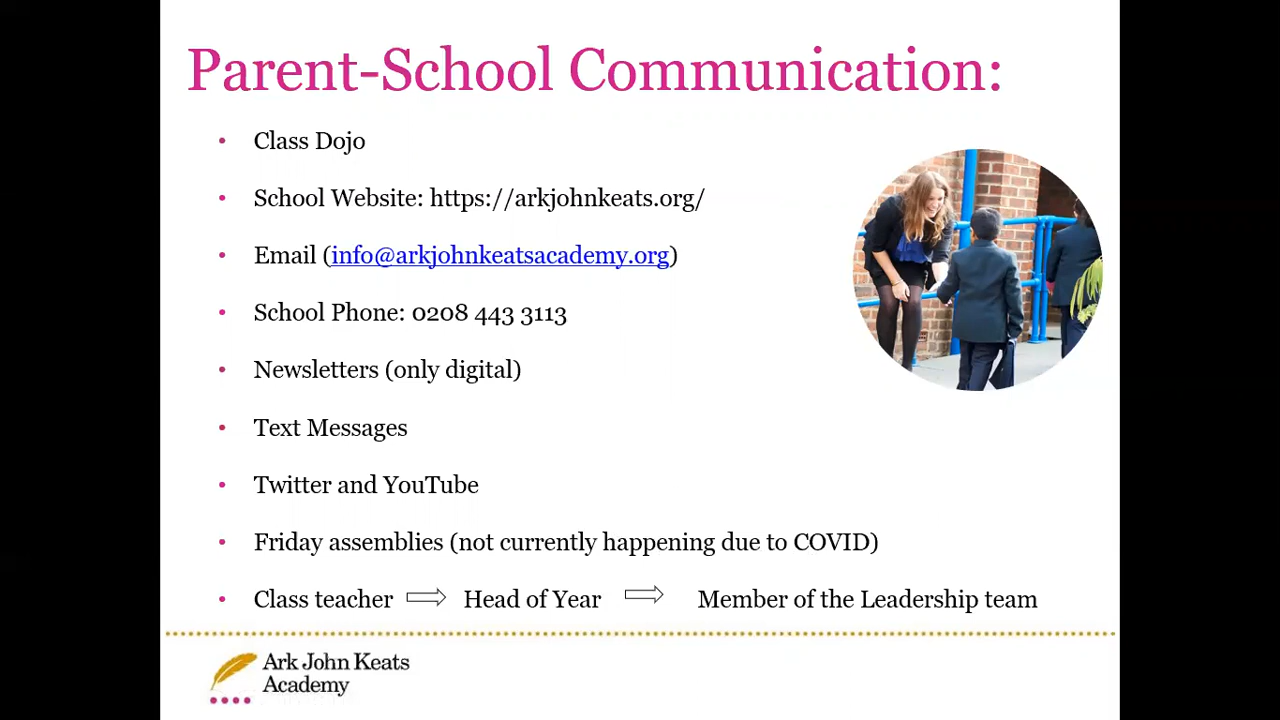 Parent-School Communication:
• Class Dojo
• School Website: https://arkjohnkeats.org/
• Email (info@arkjohnkeatsacademy.org)
• School Phone: 0208 443 3113
• Newsletters (only digital)
• Text Messages
• Twitter and YouTube
• Friday assemblies (not currently happening due to COVID)
• Class teacher ⇨ Head of Year ⇨ Member of the Leadership team
Ark John Keats
Academy